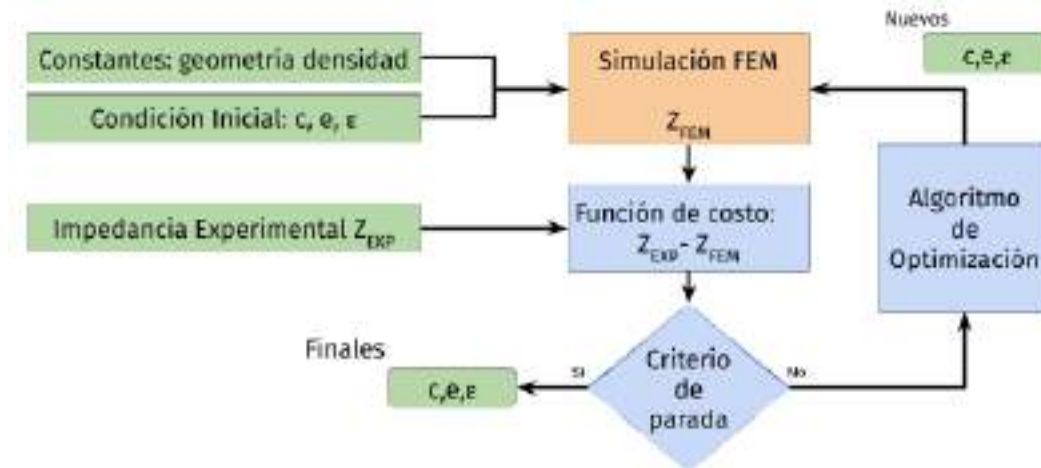 Constantes: geometría densidad
Condición Inicial: c, e, ε
Impedancia Experimental Z_EXP
Simulación FEM
Z_FEM
Función de costo:
Z_EXP - Z_FEM
Criterio
de
parada
Si
No
Finales
c,e,ε
Algoritmo
de
Optimización
Nuevos
c,e,ε